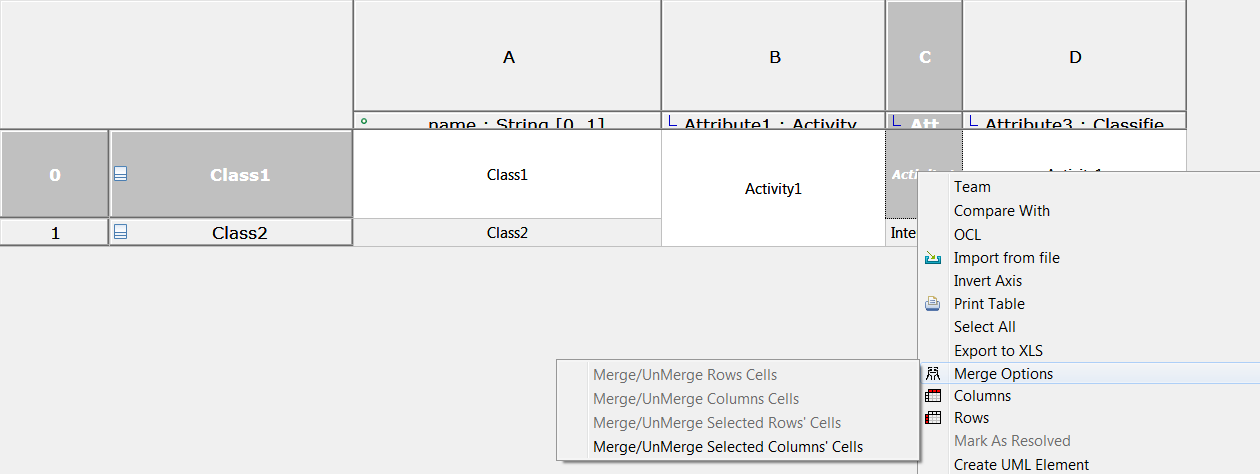 A B C D
name : String [0..1] Attribute1 : Activity Att Attribute3 : Classifie
0 Class1 Class1 Activity1
1 Class2 Class2 Inte
Team
Compare With
OCL
Import from file
Invert Axis
Print Table
Select All
Export to XLS
Merge Options
Columns
Rows
Mark As Resolved
Create UML Element
Merge/UnMerge Rows Cells
Merge/UnMerge Columns Cells
Merge/UnMerge Selected Rows' Cells
Merge/UnMerge Selected Columns' Cells